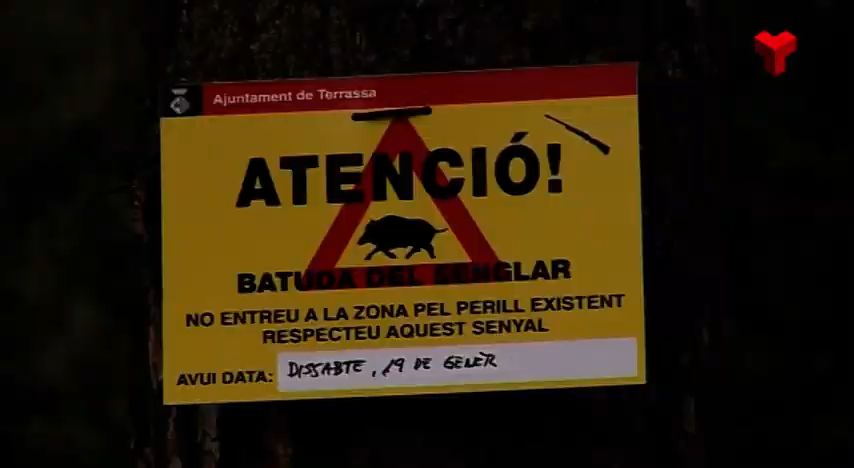 Ajuntament de Terrassa
ATENCIÓ!
BATUDA DEL SENGLAR
NO ENTREU A LA ZONA PEL PERILL EXISTENT
RESPECTEU AQUEST SENYAL
AVUI DATA: DISSABTE, 19 DE GENER